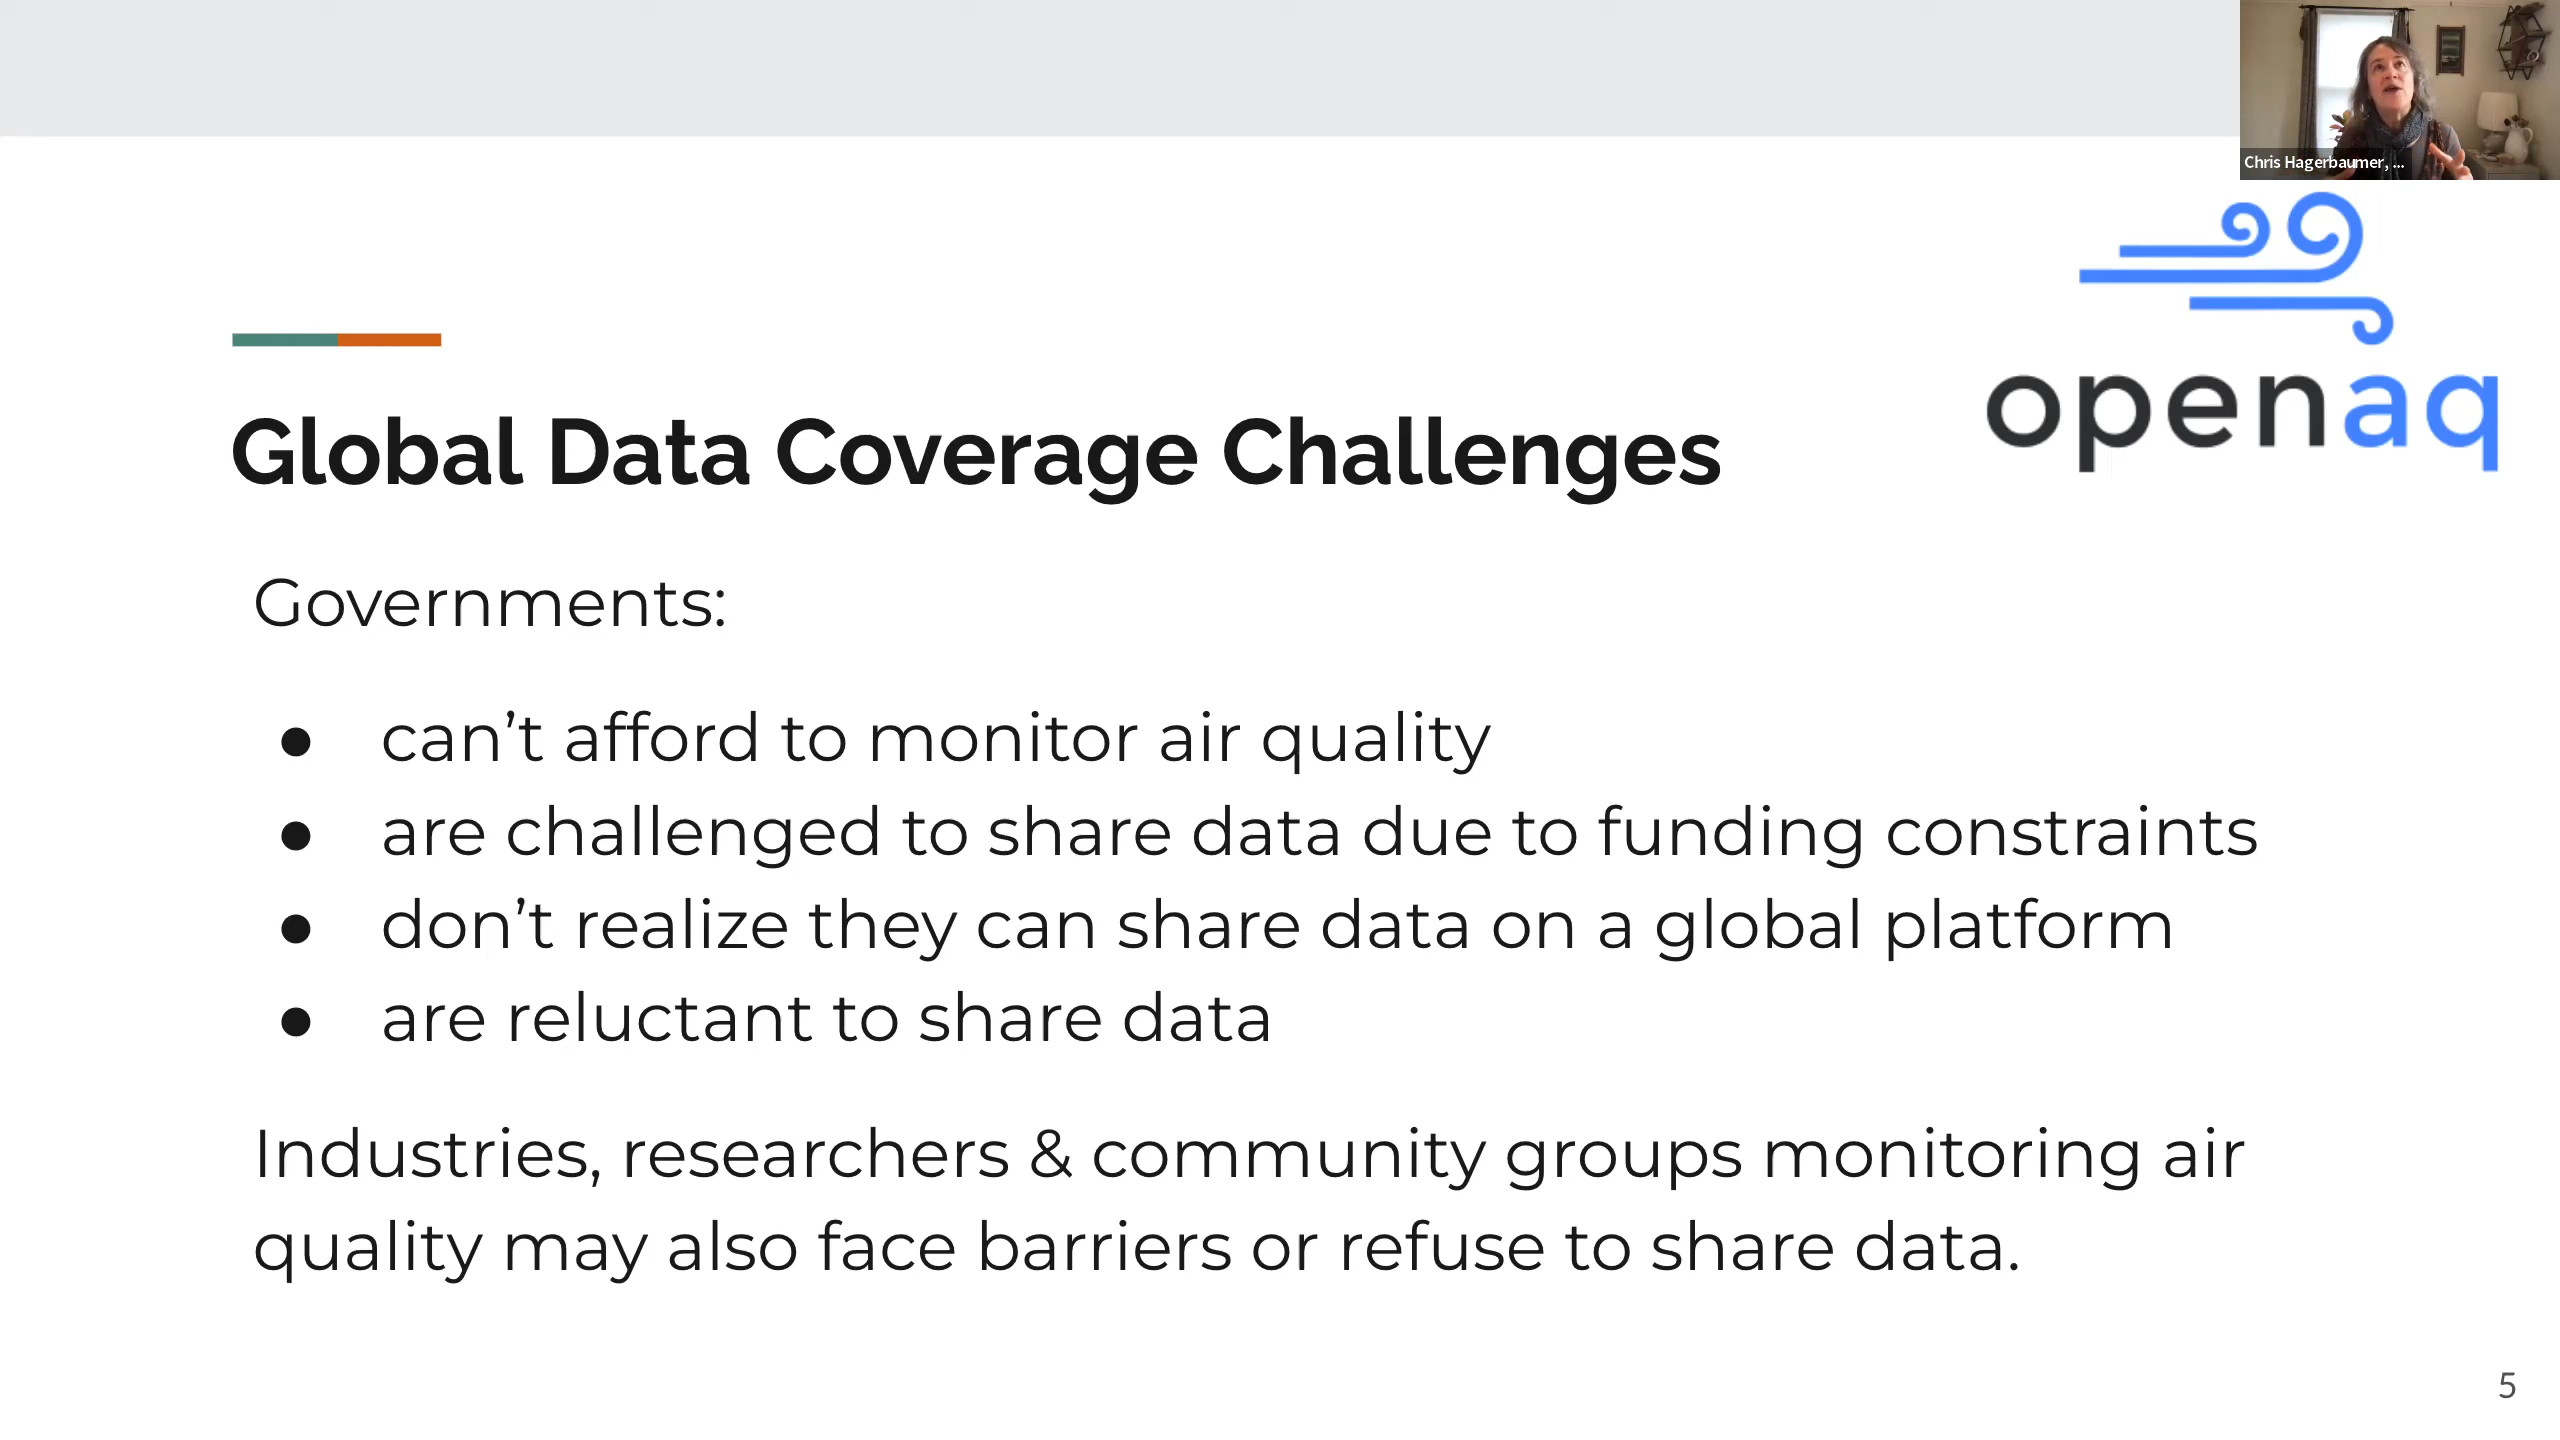 Chris Hagerbaumer, ...
openaq
Global Data Coverage Challenges
Governments:
● can’t afford to monitor air quality
● are challenged to share data due to funding constraints
● don’t realize they can share data on a global platform
● are reluctant to share data
Industries, researchers & community groups monitoring air
quality may also face barriers or refuse to share data.
5